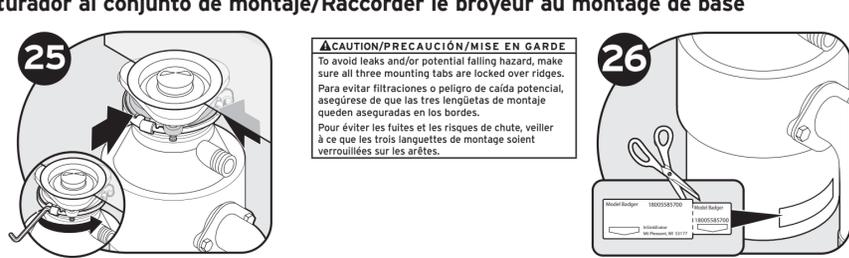 turador al conjunto de montaje/Raccorder le broyeur au montage de base
25
CAUTION/PRECAUCIÓN/MISE EN GARDE
To avoid leaks and/or potential falling hazard, make
sure all three mounting tabs are locked over ridges.
Para evitar filtraciones o peligro de caída potencial,
asegúrese de que las tres lengüetas de montaje
queden aseguradas en los bordes.
Pour éviter les fuites et les risques de chute, veiller
à ce que les trois languettes de montage soient
verrouillées sur les arêtes.
26
Model Badger 18005585700
InSinkErator
Mt Pleasant, WI 53177
Model Badger
18005585700